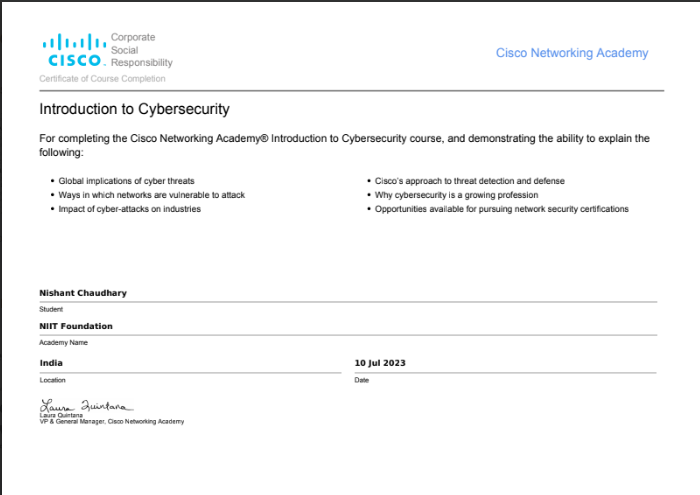 Corporate
Social
CISCO. Responsibility
Cisco Networking Academy
Certificate of Course Completion
Introduction to Cybersecurity
For completing the Cisco Networking Academy® Introduction to Cybersecurity course, and demonstrating the ability to explain the
following:
• Global implications of cyber threats
• Ways in which networks are vulnerable to attack
• Impact of cyber-attacks on industries
• Cisco's approach to threat detection and defense
• Why cybersecurity is a growing profession
• Opportunities available for pursuing network security certifications
Nishant Chaudhary
Student
NIIT Foundation
Academy Name
India
Location
10 Jul 2023
Date
Laura Quintana
Laura Quintana
VP & General Manager, Cisco Networking Academy